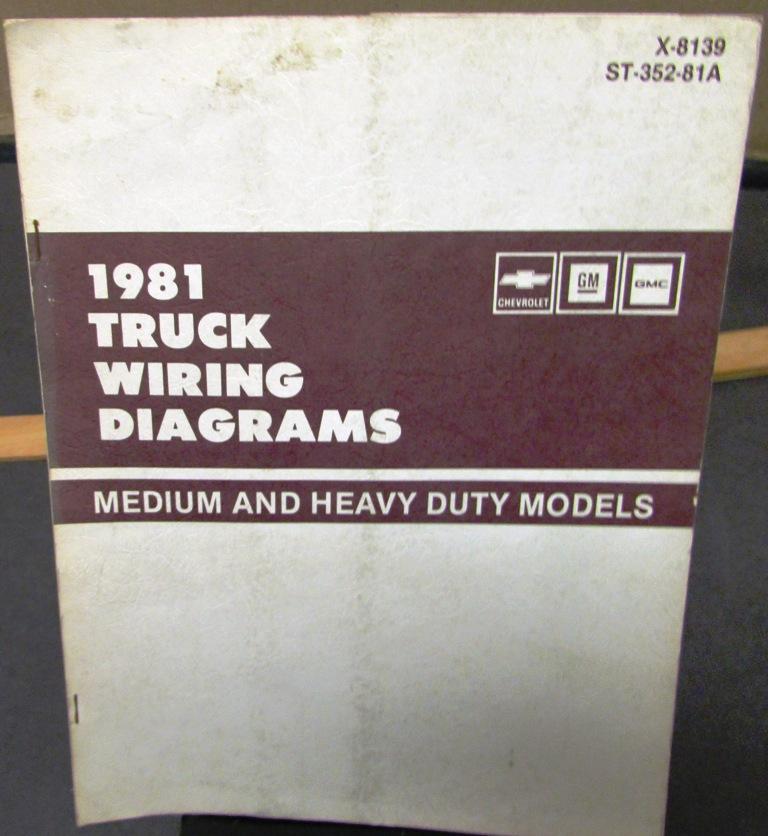 X-8139
ST-352-81A
1981
TRUCK
WIRING
DIAGRAMS
CHEVROLET
GM
GMC
MEDIUM AND HEAVY DUTY MODELS